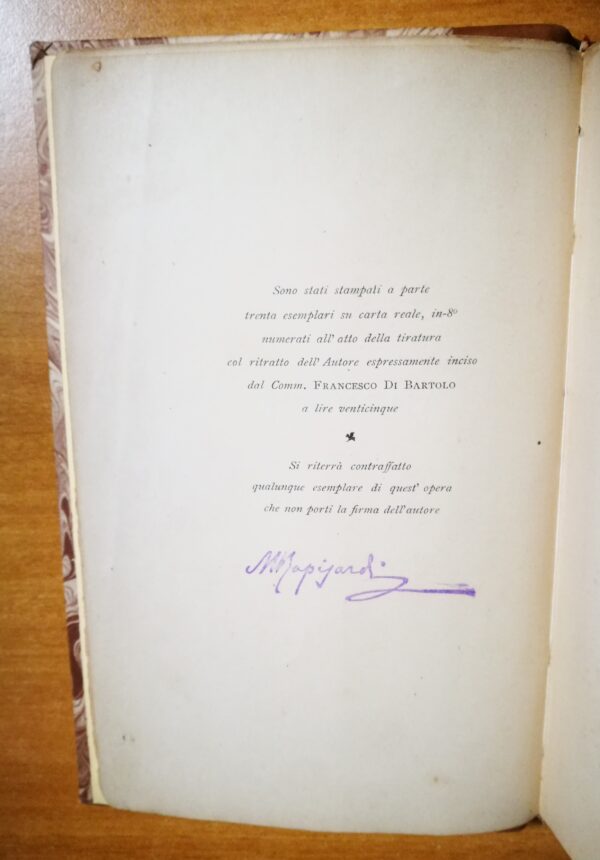 Sono stati stampati a parte
trenta esemplari su carta reale, in-8º
numerati all' atto della tiratura
col ritratto dell' Autore espressamente inciso
dal Comm. FRANCESCO DI BARTOLO
a lire venticinque
Si riterrà contraffatto
qualunque esemplare di quest' opera
che non porti la firma dell'autore
MRapisardi